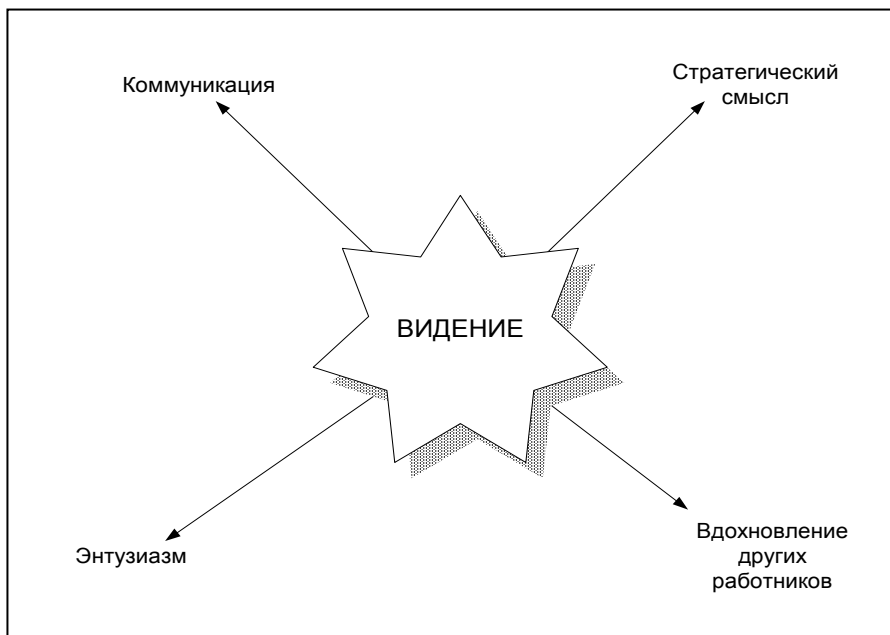 Коммуникация
Стратегический
смысл
ВИДЕНИЕ
Энтузиазм
Вдохновление
других
работников